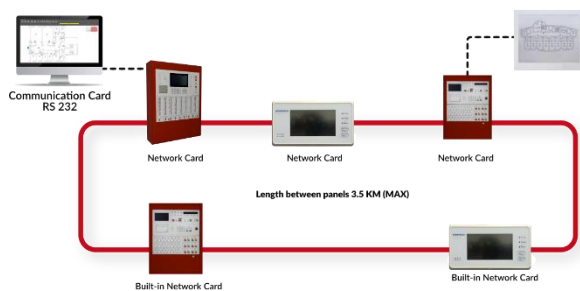 Communication Card
RS 232
Network Card
Network Card
Network Card
Length between panels 3.5 KM (MAX)
Built-in Network Card
Built-in Network Card